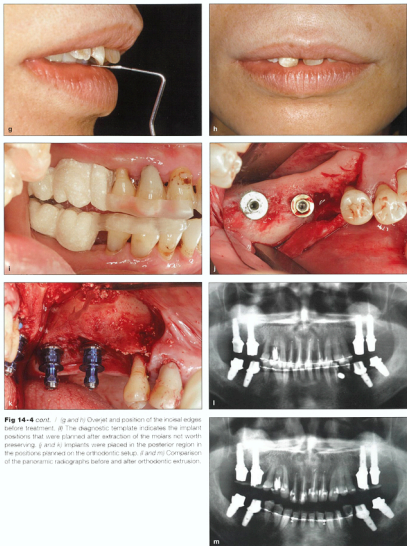 g
h
i
j
k
l
Fig 14-4 cont. / (g and h) Overjet and position of the incisal edges
before treatment. (i) The diagnostic template indicates the implant
positions that were planned after extraction of the molars not worth
preserving. (j and k) Implants were placed in the posterior region in
the positions planned on the orthodontic setup. (l and m) Comparison
of the panoramic radiographs before and after orthodontic extrusion.
m